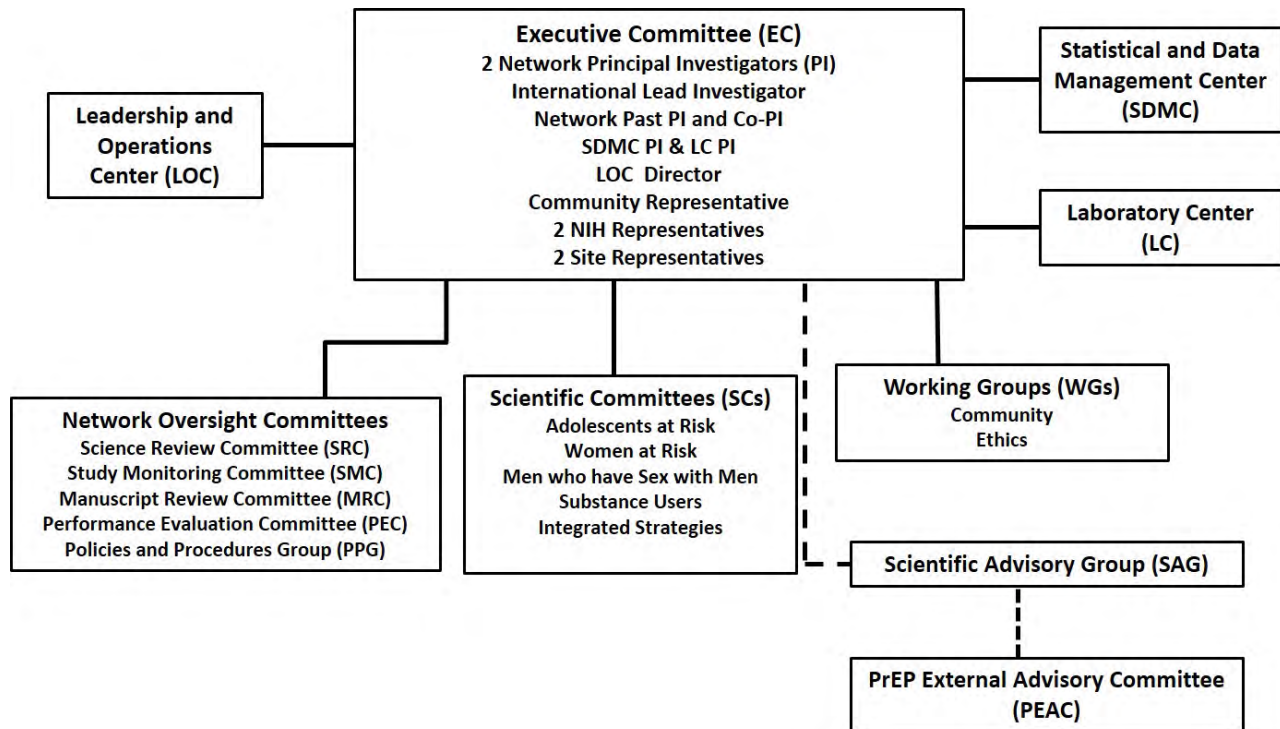 Executive Committee (EC)
2 Network Principal Investigators (PI)
International Lead Investigator
Network Past PI and Co-PI
SDMC PI & LC PI
LOC Director
Community Representative
2 NIH Representatives
2 Site Representatives
Leadership and
Operations
Center (LOC)
Statistical and Data
Management Center
(SDMC)
Laboratory Center
(LC)
Network Oversight Committees
Science Review Committee (SRC)
Study Monitoring Committee (SMC)
Manuscript Review Committee (MRC)
Performance Evaluation Committee (PEC)
Policies and Procedures Group (PPG)
Scientific Committees (SCs)
Adolescents at Risk
Women at Risk
Men who have Sex with Men
Substance Users
Integrated Strategies
Working Groups (WGs)
Community
Ethics
Scientific Advisory Group (SAG)
PrEP External Advisory Committee
(PEAC)